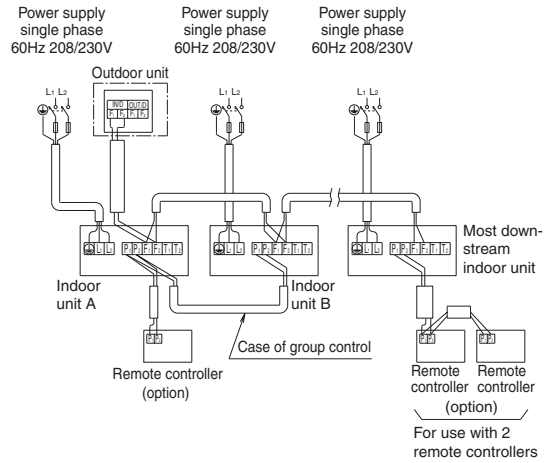 Power supply
single phase
60Hz 208/230V
Power supply
single phase
60Hz 208/230V
Power supply
single phase
60Hz 208/230V
Outdoor unit
L1 L2
L1 L2
L1 L2
IN/D OUT/D
F1 F2 F1 F2
L1 L2
P1 P2 F1 F2 T1 T2
L1 L2
P1 P2 F1 F2 T1 T2
L1 L2
P1 P2 F1 F2 T1 T2
Most down-
stream
indoor unit
Indoor
unit A
Indoor
unit B
Case of group control
P1 P2
P1 P2
P1 P2
Remote controller
(option)
Remote
controller
Remote
controller
(option)
For use with 2
remote controllers